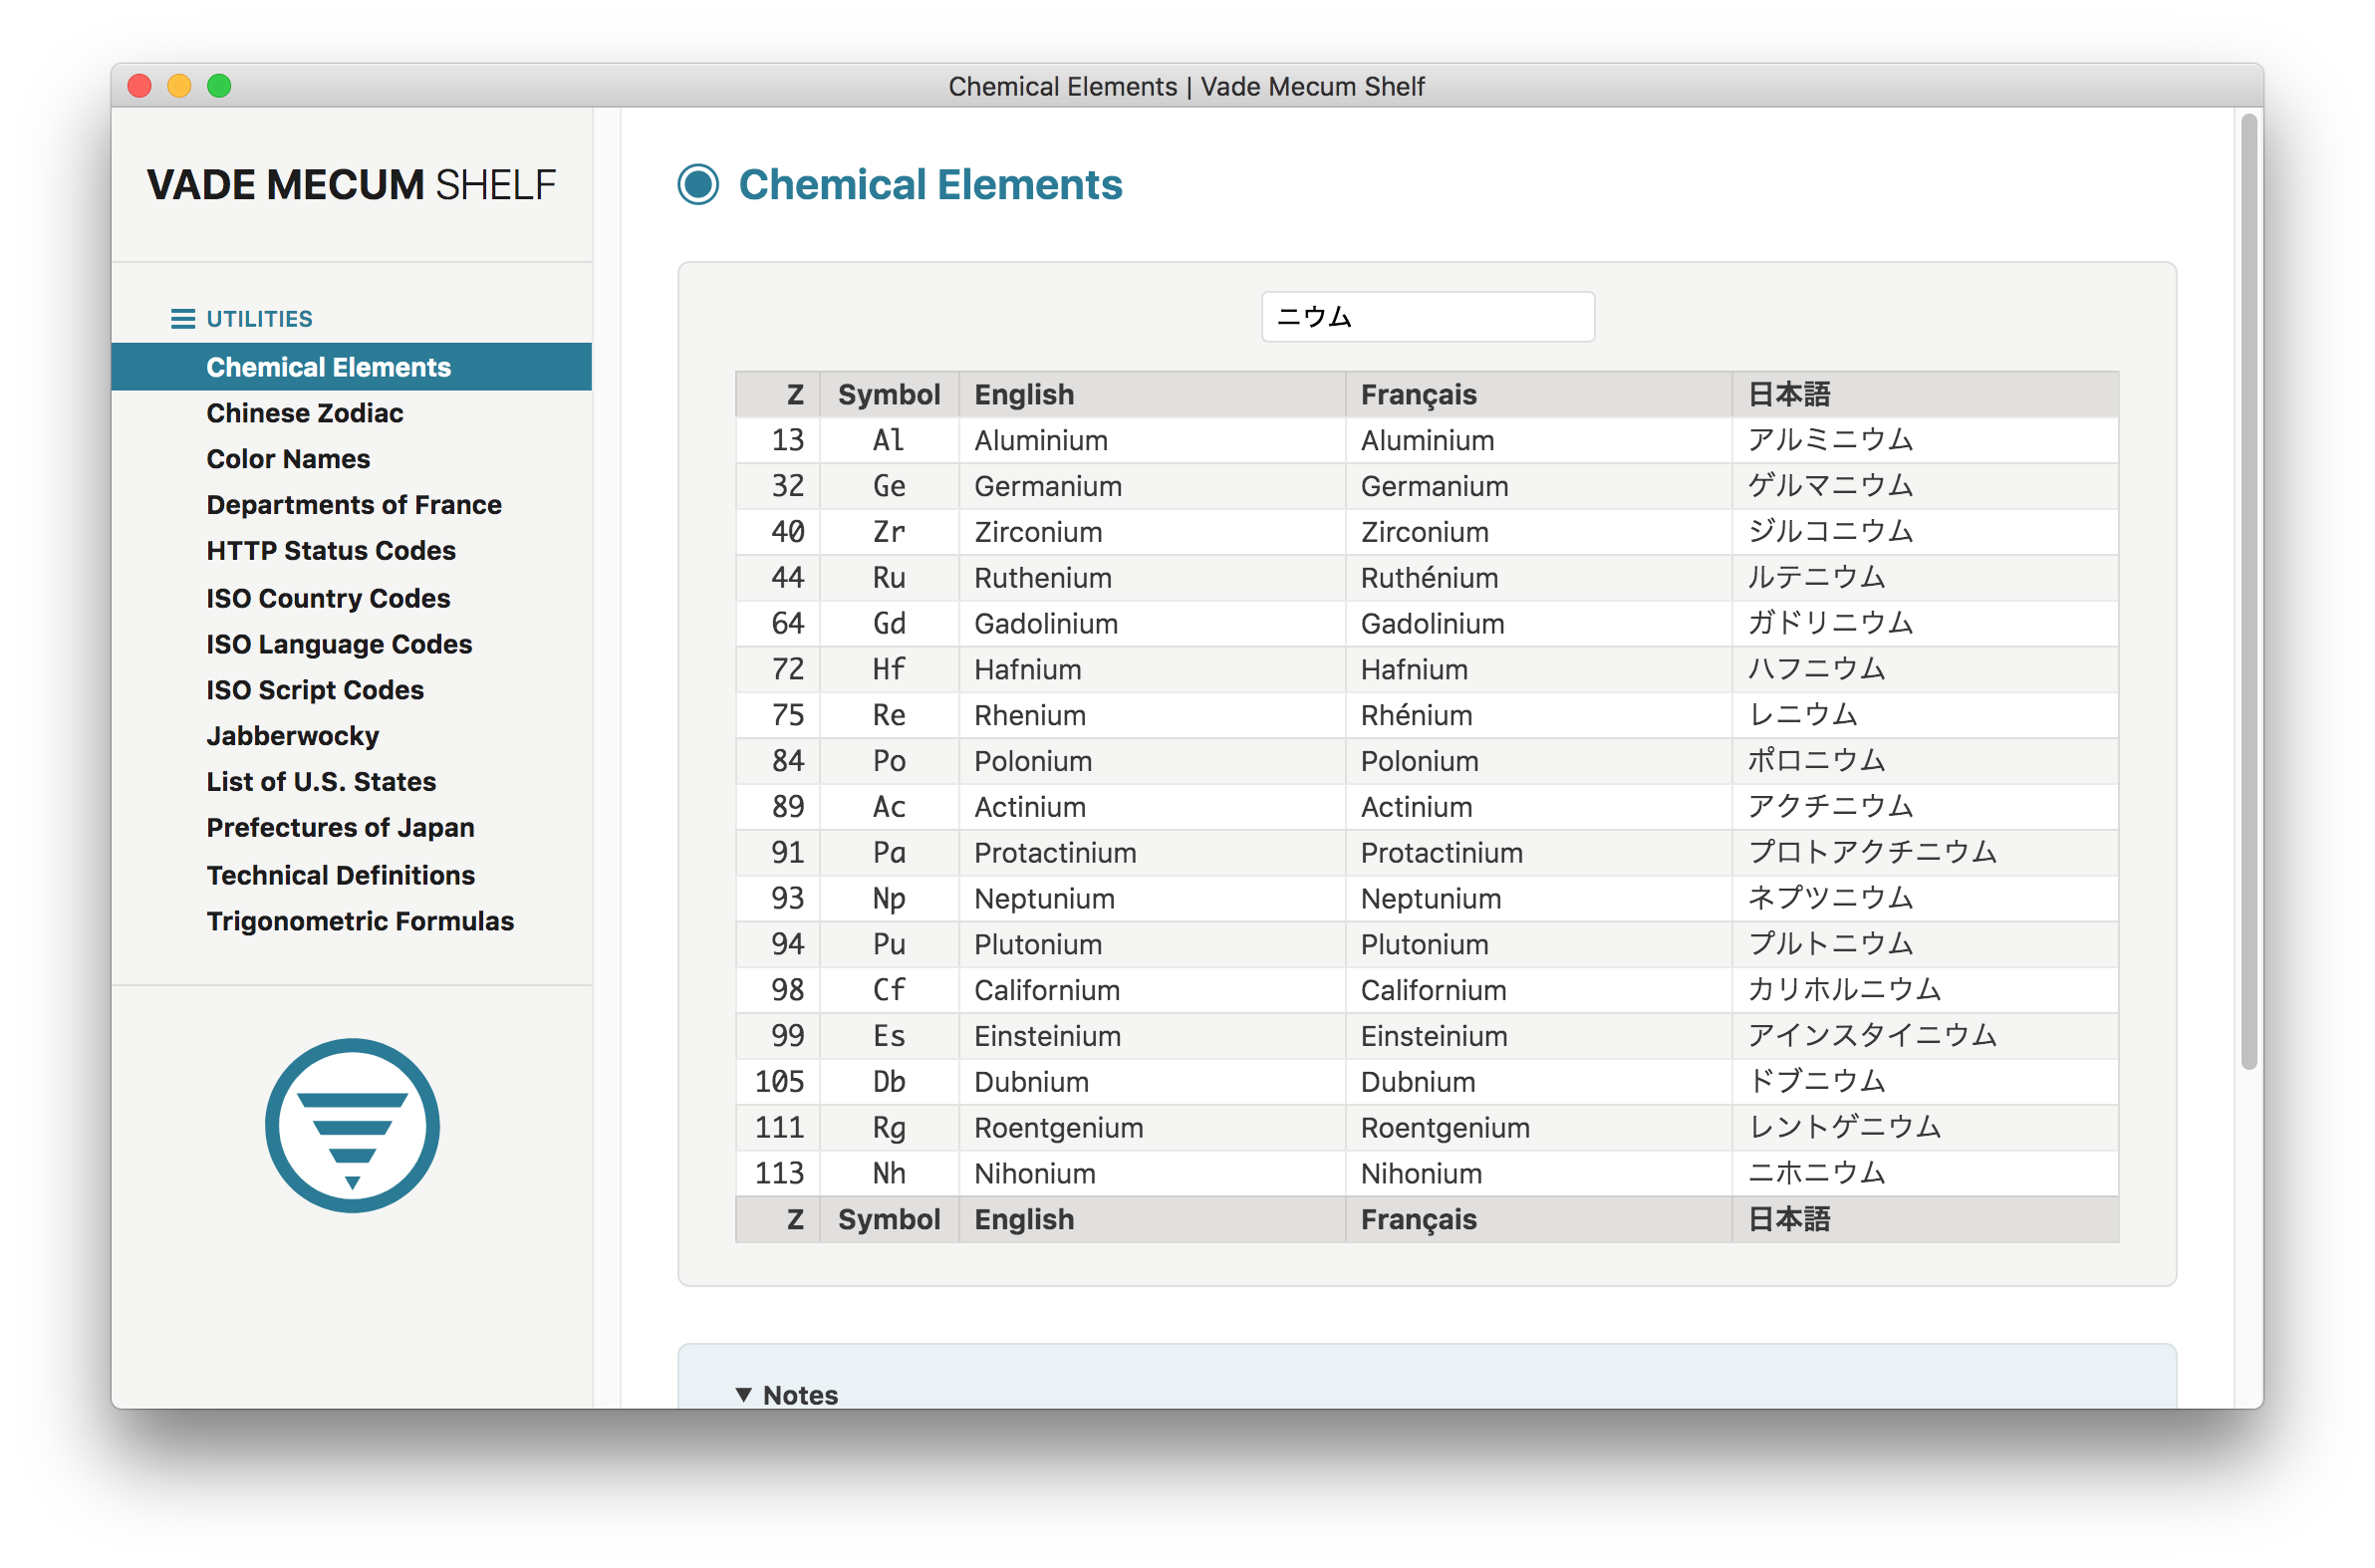 Chemical Elements | Vade Mecum Shelf
VADE MECUM SHELF
UTILITIES
Chemical Elements
Chinese Zodiac
Color Names
Departments of France
HTTP Status Codes
ISO Country Codes
ISO Language Codes
ISO Script Codes
Jabberwocky
List of U.S. States
Prefectures of Japan
Technical Definitions
Trigonometric Formulas
Chemical Elements
ニウム
Z Symbol English Français 日本語
13 Al Aluminium Aluminium アルミニウム
32 Ge Germanium Germanium ゲルマニウム
40 Zr Zirconium Zirconium ジルコニウム
44 Ru Ruthenium Ruthénium ルテニウム
64 Gd Gadolinium Gadolinium ガドリニウム
72 Hf Hafnium Hafnium ハフニウム
75 Re Rhenium Rhénium レニウム
84 Po Polonium Polonium ポロニウム
89 Ac Actinium Actinium アクチニウム
91 Pa Protactinium Protactinium プロトアクチニウム
93 Np Neptunium Neptunium ネプツニウム
94 Pu Plutonium Plutonium プルトニウム
98 Cf Californium Californium カリホルニウム
99 Es Einsteinium Einsteinium アインスタイニウム
105 Db Dubnium Dubnium ドブニウム
111 Rg Roentgenium Roentgenium レントゲニウム
113 Nh Nihonium Nihonium ニホニウム
Z Symbol English Français 日本語
Notes